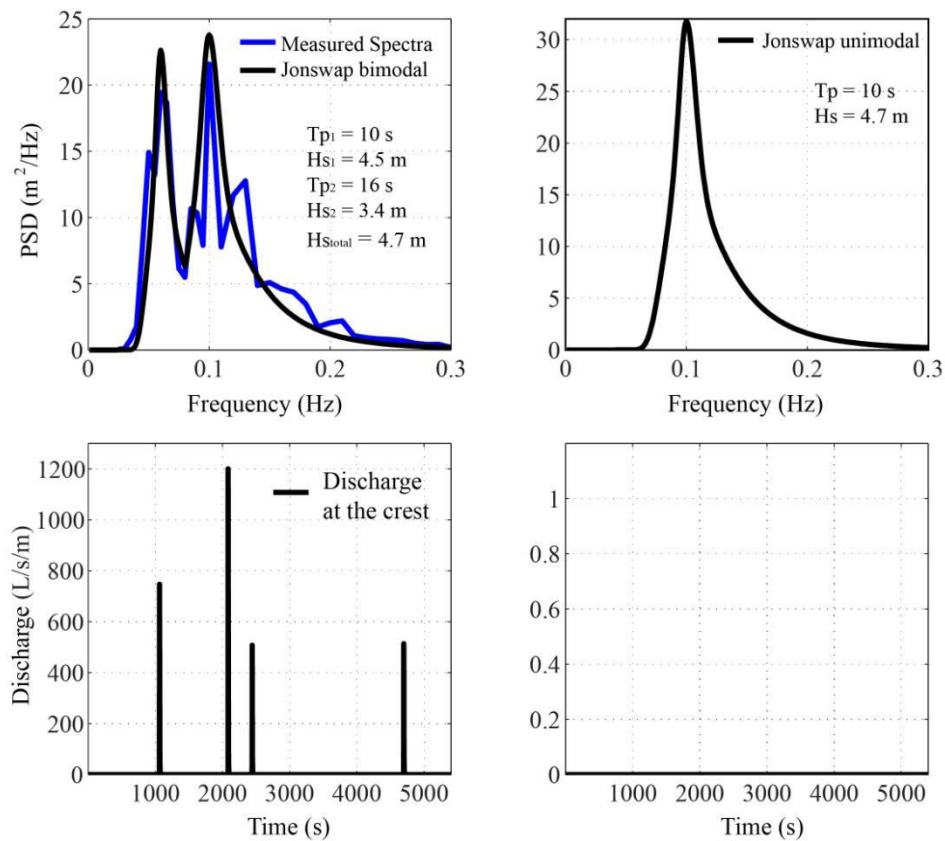 25
20
15
10
5
0
PSD (m²/Hz)
Measured Spectra
Jonswap bimodal
Tp₁ = 10 s
Hs₁ = 4.5 m
Tp₂ = 16 s
Hs₂ = 3.4 m
Hstotal = 4.7 m
0 0.1 0.2 0.3
Frequency (Hz)
30
25
20
15
10
5
0
Jonswap unimodal
Tp = 10 s
Hs = 4.7 m
0 0.1 0.2 0.3
Frequency (Hz)
1200
1000
800
600
400
200
0
Discharge (L/s/m)
Discharge
at the crest
1000 2000 3000 4000 5000
Time (s)
1
0.8
0.6
0.4
0.2
0
1000 2000 3000 4000 5000
Time (s)